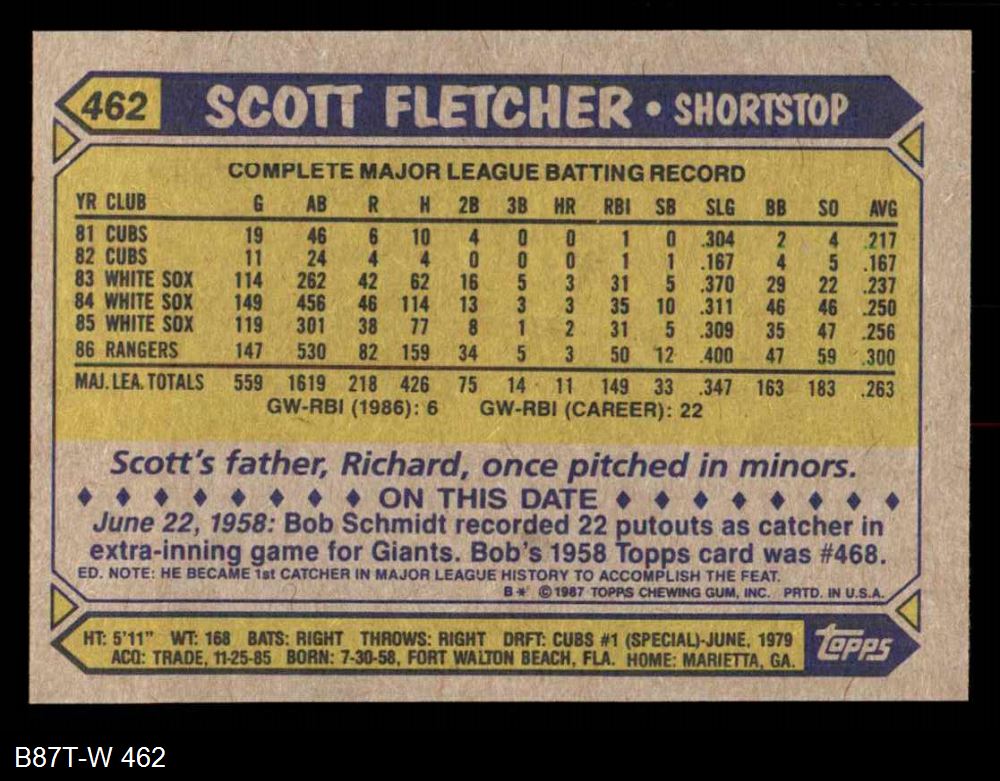 462 SCOTT FLETCHER • SHORTSTOP
COMPLETE MAJOR LEAGUE BATTING RECORD
YR CLUB G AB R H 2B 3B HR RBI SB SLG BB SO AVG
81 CUBS 19 46 6 10 4 0 0 1 0 .304 2 4 .217
82 CUBS 11 24 4 4 0 0 0 1 1 .167 4 5 .167
83 WHITE SOX 114 262 42 62 16 5 3 31 5 .370 29 22 .237
84 WHITE SOX 149 456 46 114 13 3 3 35 10 .311 46 46 .250
85 WHITE SOX 119 301 38 77 8 1 2 31 5 .309 35 47 .256
86 RANGERS 147 530 82 159 34 5 3 50 12 .400 47 59 .300
MAJ. LEA. TOTALS 559 1619 218 426 75 14 11 149 33 .347 163 183 .263
GW-RBI (1986): 6 GW-RBI (CAREER): 22
Scott's father, Richard, once pitched in minors.
♦ ♦ ♦ ♦ ♦ ♦ ♦ ♦ ON THIS DATE ♦ ♦ ♦ ♦ ♦ ♦ ♦ ♦
June 22, 1958: Bob Schmidt recorded 22 putouts as catcher in
extra-inning game for Giants. Bob's 1958 Topps card was #468.
ED. NOTE: HE BECAME 1st CATCHER IN MAJOR LEAGUE HISTORY TO ACCOMPLISH THE FEAT.
B* ©1987 TOPPS CHEWING GUM, INC. PRTD. IN U.S.A.
HT: 5'11" WT: 168 BATS: RIGHT THROWS: RIGHT DRFT: CUBS #1 (SPECIAL)-JUNE, 1979
ACQ: TRADE, 11-25-85 BORN: 7-30-58, FORT WALTON BEACH, FLA. HOME: MARIETTA, GA.
Topps
B87T-W 462